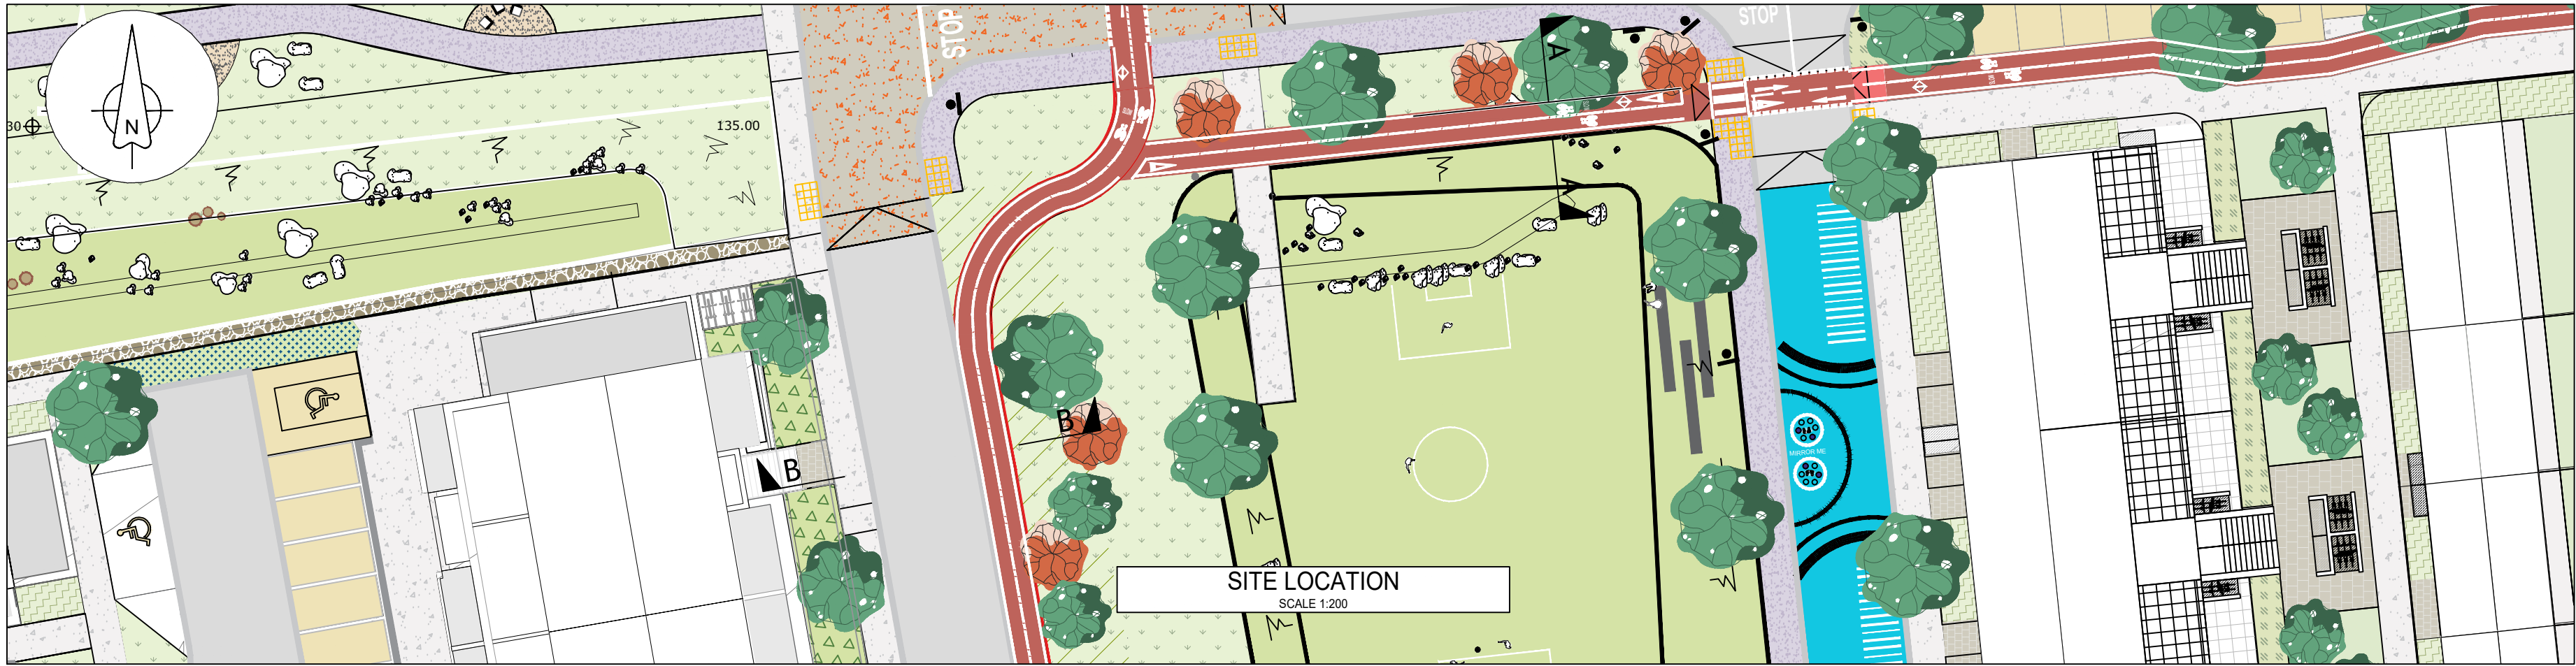 STOP
STOP
A
N
30
135.00
A
B
B
MIRROR ME
SITE LOCATION
SCALE 1:200